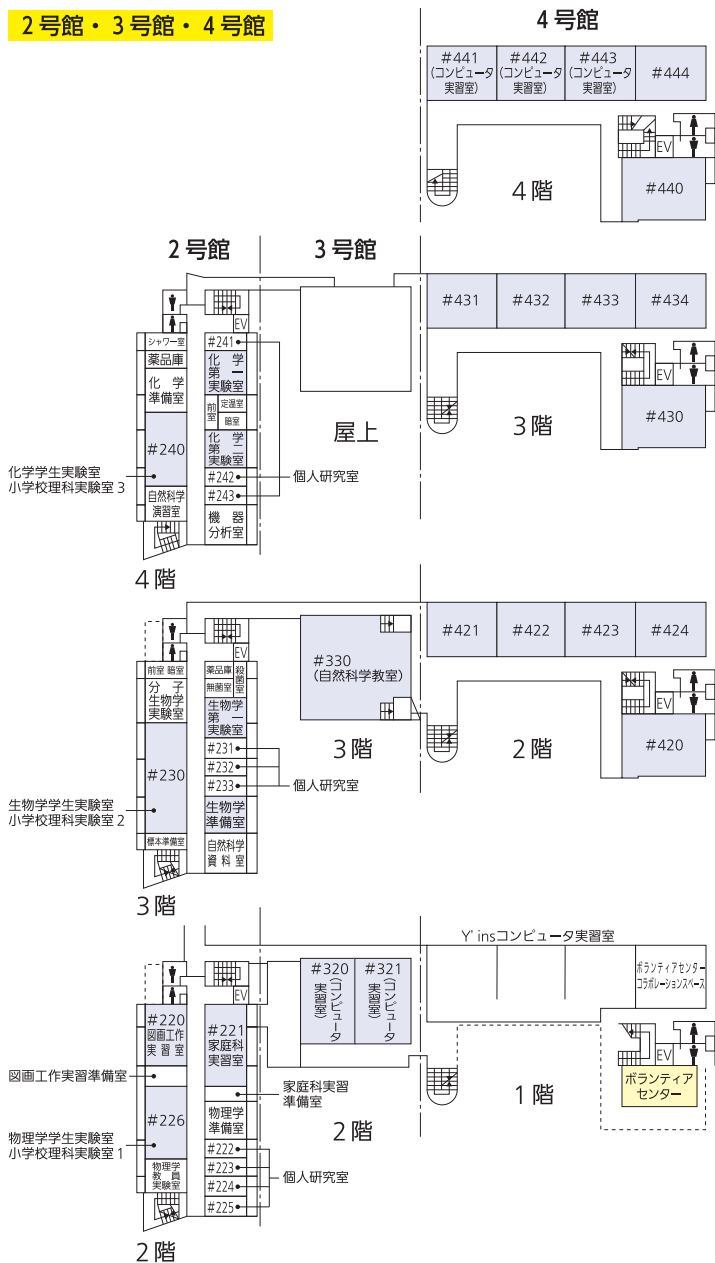 2号館・3号館・4号館
4号館
#441
(コンピュータ
実習室)
#442
(コンピュータ
実習室)
#443
(コンピュータ
実習室)
#444
EV
#440
4階
2号館
3号館
#431
#432
#433
#434
EV
#430
3階
EV
シャワー室
#241
薬品庫
化学
第一
実験室
化学
準備室
前室
定温室
暗室
#240
化学
第二
実験室
化学学生実験室
小学校理科実験室3
#242
個人研究室
#243
自然科学
演習室
機器
分析室
屋上
4階
#421
#422
#423
#424
EV
#420
2階
#330
(自然科学教室)
3階
EV
前室
暗室
薬品庫
殺菌室
無菌室
分子
生物学
実験室
生物学
第一
実験室
#231
#230
#232
#233
個人研究室
生物学学生実験室
小学校理科実験室2
生物学
準備室
標本準備室
自然科学
資料室
3階
Y'insコンピュータ実習室
ボランティアセンター
コラボレーションスペース
#320
(コンピュータ
実習室)
#321
(コンピュータ
実習室)
EV
EV
ボランティア
センター
1階
#220
図画工作
実習室
#221
家庭科
実習室
図画工作実習準備室
家庭科実習
準備室
#226
物理学
準備室
2階
物理学学生実験室
小学校理科実験室1
#222
#223
個人研究室
#224
#225
物理学
教員
実験室
2階